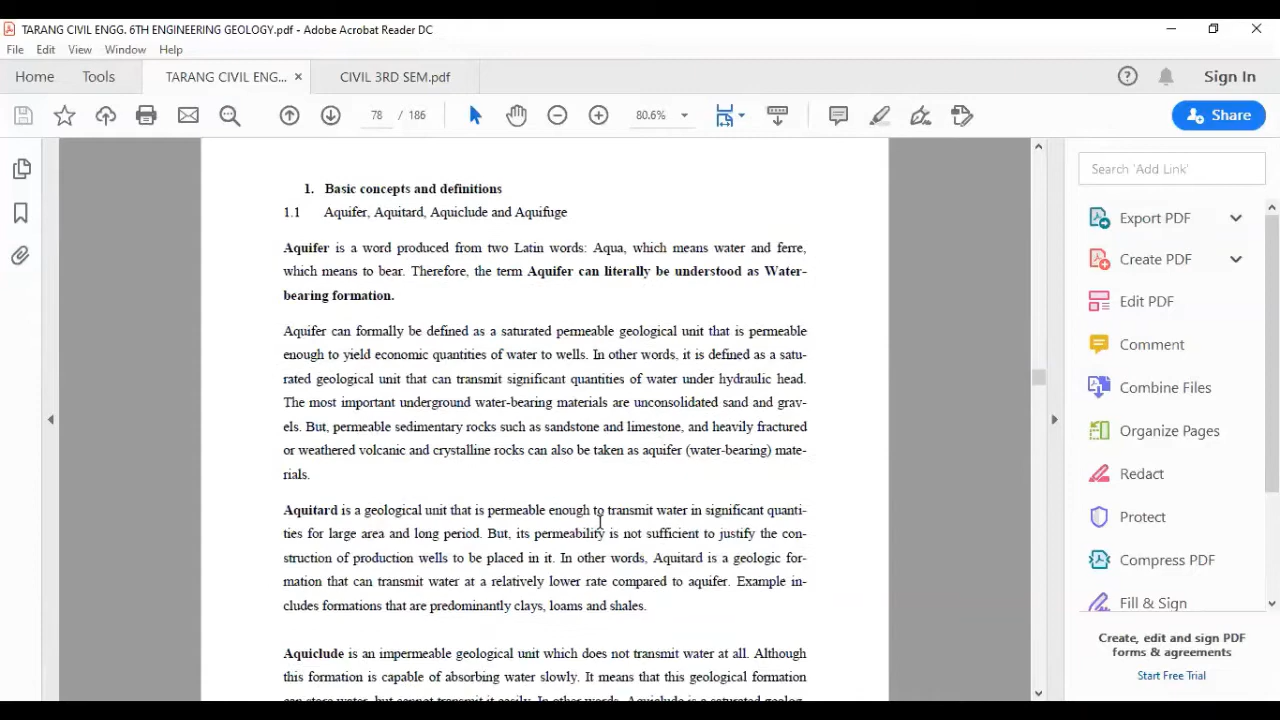 TARANG CIVIL ENGG. 6TH ENGINEERING GEOLOGY.pdf - Adobe Acrobat Reader DC
File Edit View Window Help
Home Tools TARANG CIVIL ENG... × CIVIL 3RD SEM.pdf Sign In
78 / 186 80.6% Share
1. Basic concepts and definitions
1.1 Aquifer, Aquitard, Aquiclude and Aquifuge
Aquifer is a word produced from two Latin words: Aqua, which means water and ferre,
which means to bear. Therefore, the term Aquifer can literally be understood as Water-
bearing formation.
Aquifer can formally be defined as a saturated permeable geological unit that is permeable
enough to yield economic quantities of water to wells. In other words, it is defined as a satu-
rated geological unit that can transmit significant quantities of water under hydraulic head.
The most important underground water-bearing materials are unconsolidated sand and grav-
els. But, permeable sedimentary rocks such as sandstone and limestone, and heavily fractured
or weathered volcanic and crystalline rocks can also be taken as aquifer (water-bearing) mate-
rials.
Aquitard is a geological unit that is permeable enough to transmit water in significant quanti-
ties for large area and long period. But, its permeability is not sufficient to justify the con-
struction of production wells to be placed in it. In other words, Aquitard is a geologic for-
mation that can transmit water at a relatively lower rate compared to aquifer. Example in-
cludes formations that are predominantly clays, loams and shales.
Aquiclude is an impermeable geological unit which does not transmit water at all. Although
this formation is capable of absorbing water slowly. It means that this geological formation
can store water, but cannot transmit it easily. In other words, Aquiclude is a saturated geolog-
Search 'Add Link'
Export PDF
Create PDF
Edit PDF
Comment
Combine Files
Organize Pages
Redact
Protect
Compress PDF
Fill & Sign
Create, edit and sign PDF
forms & agreements
Start Free Trial